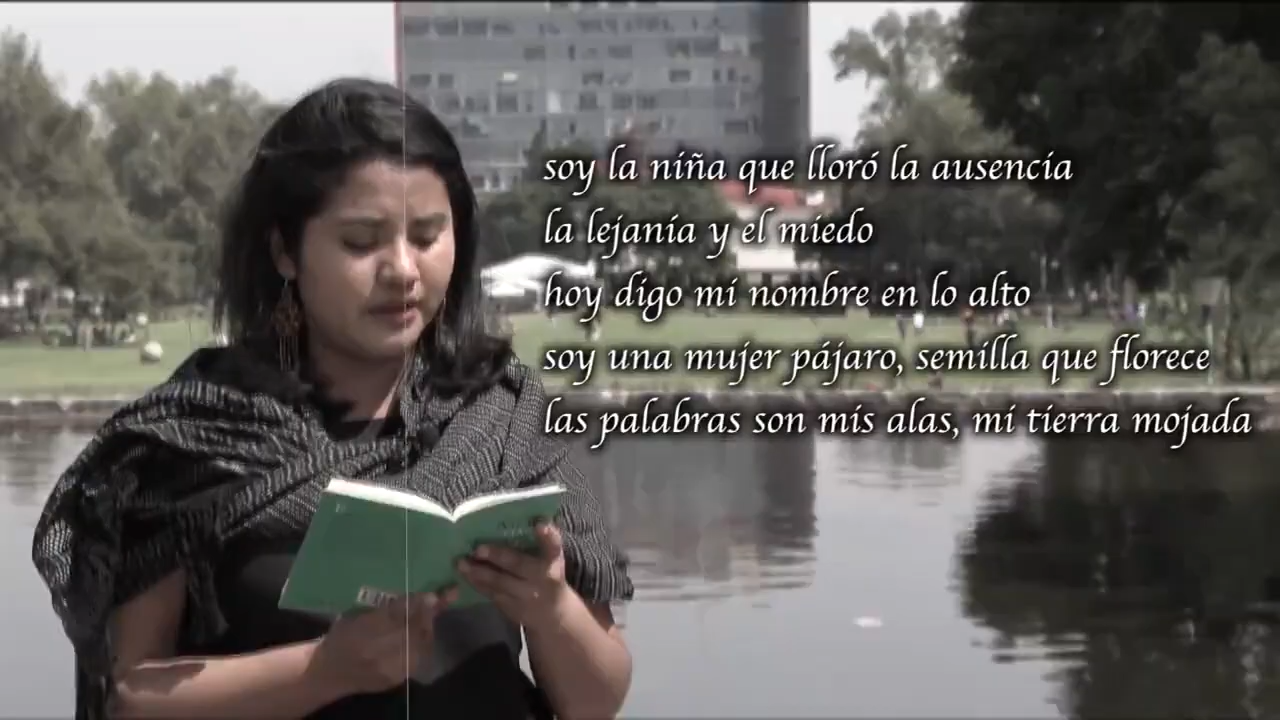 soy la niña que lloró la ausencia
la lejanía y el miedo
hoy digo mi nombre en lo alto
soy una mujer pájaro, semilla que florece
las palabras son mis alas, mi tierra mojada